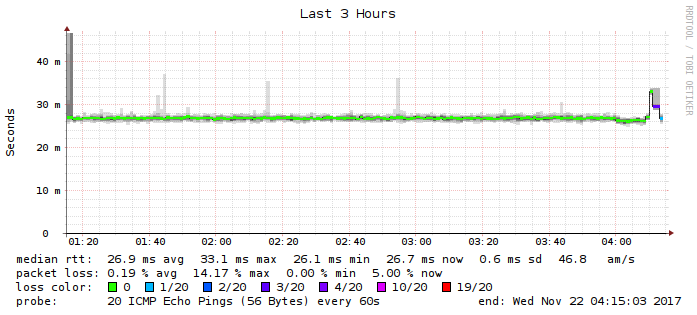 Last 3 Hours
RRDTOOL / TOBI OETIKER
Seconds
40 m
30 m
20 m
10 m
0
01:20 01:40 02:00 02:20 02:40 03:00 03:20 03:40 04:00
median rtt: 26.9 ms avg 33.1 ms max 26.1 ms min 26.7 ms now 0.6 ms sd 46.8 am/s
packet loss: 0.19 % avg 14.17 % max 0.00 % min 5.00 % now
loss color: 0 1/20 2/20 3/20 4/20 10/20 19/20
probe: 20 ICMP Echo Pings (56 Bytes) every 60s end: Wed Nov 22 04:15:03 2017